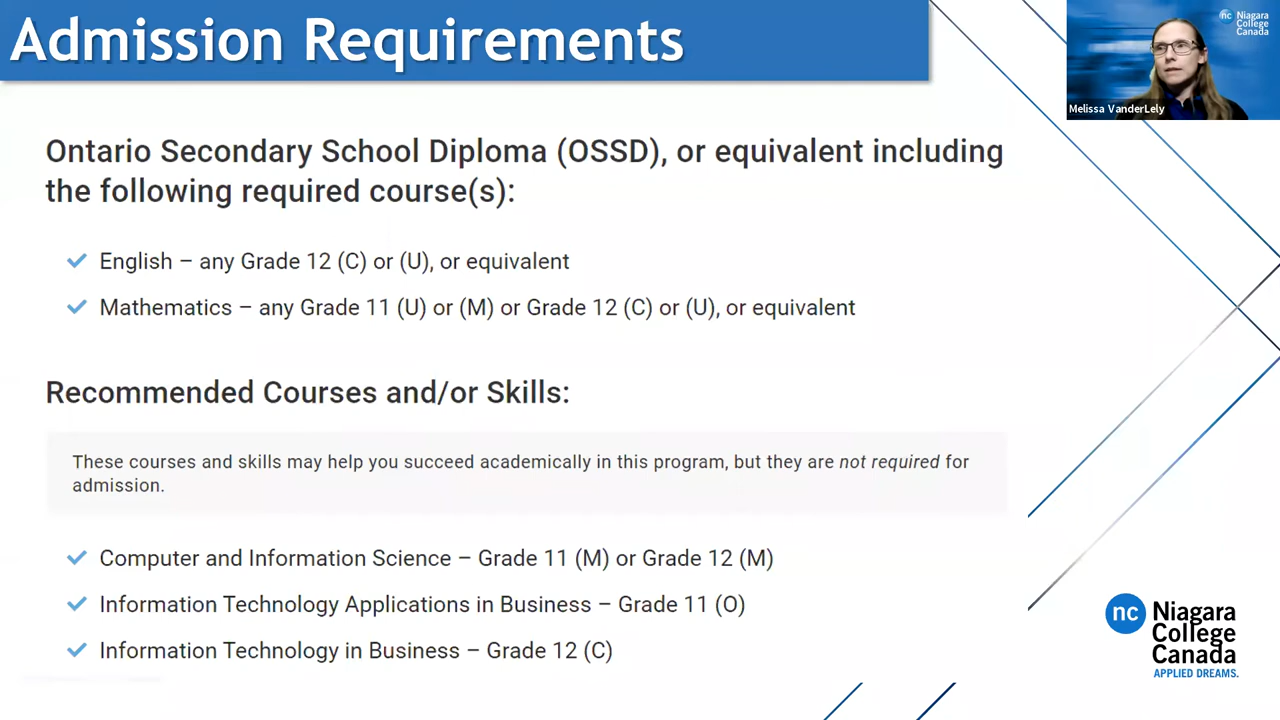 Admission Requirements
nc Niagara
College
Canada
Melissa VanderLely
Ontario Secondary School Diploma (OSSD), or equivalent including
the following required course(s):
English – any Grade 12 (C) or (U), or equivalent
Mathematics – any Grade 11 (U) or (M) or Grade 12 (C) or (U), or equivalent
Recommended Courses and/or Skills:
These courses and skills may help you succeed academically in this program, but they are not required for
admission.
Computer and Information Science – Grade 11 (M) or Grade 12 (M)
Information Technology Applications in Business – Grade 11 (O)
Information Technology in Business – Grade 12 (C)
nc Niagara
College
Canada
APPLIED DREAMS.